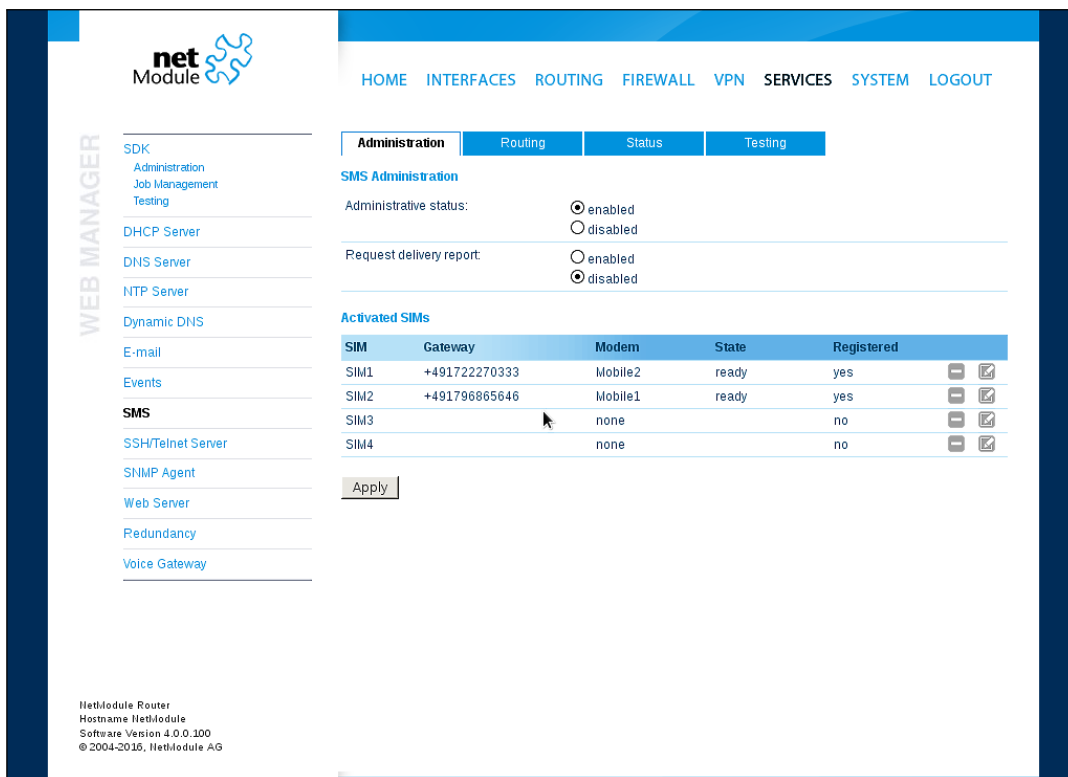 net
Module
HOME INTERFACES ROUTING FIREWALL VPN SERVICES SYSTEM LOGOUT
WEB MANAGER
SDK
Administration
Job Management
Testing
DHCP Server
DNS Server
NTP Server
Dynamic DNS
E-mail
Events
SMS
SSH/Telnet Server
SNMP Agent
Web Server
Redundancy
Voice Gateway
Administration Routing Status Testing
SMS Administration
Administrative status: enabled
disabled
Request delivery report: enabled
disabled
Activated SIMs
SIM Gateway Modem State Registered
SIM1 +491722270333 Mobile2 ready yes
SIM2 +491796865646 Mobile1 ready yes
SIM3 none no
SIM4 none no
Apply
NetModule Router
Hostname NetModule
Software Version 4.0.0.100
© 2004-2016, NetModule AG